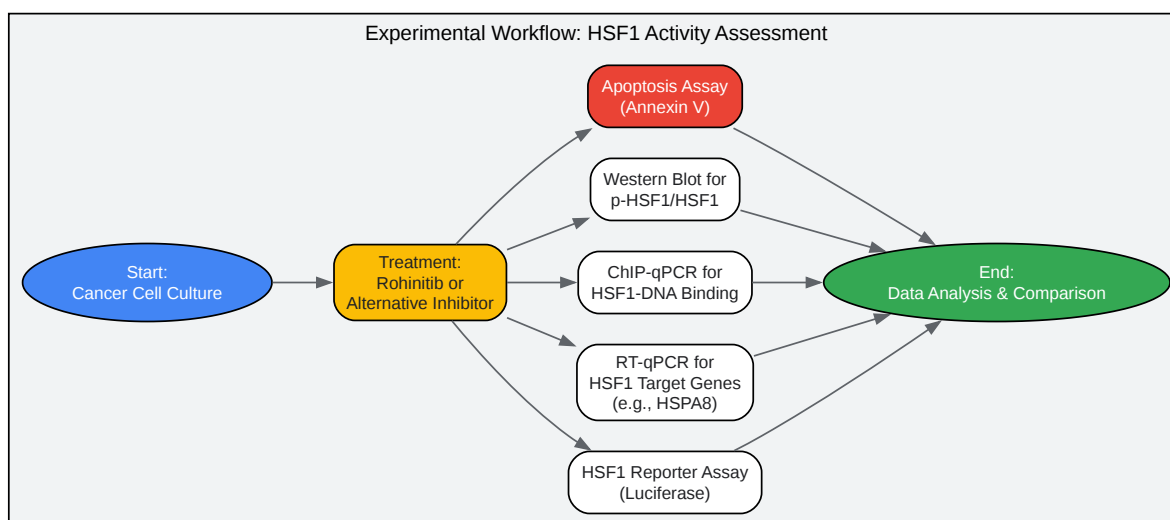 Experimental Workflow: HSF1 Activity Assessment
Apoptosis Assay
(Annexin V)
Western Blot for
p-HSF1/HSF1
Start:
Cancer Cell Culture
Treatment:
Rohinitib or
Alternative Inhibitor
ChIP-qPCR for
HSF1-DNA Binding
End:
Data Analysis & Comparison
RT-qPCR for
HSF1 Target Genes
(e.g., HSPA8)
HSF1 Reporter Assay
(Luciferase)